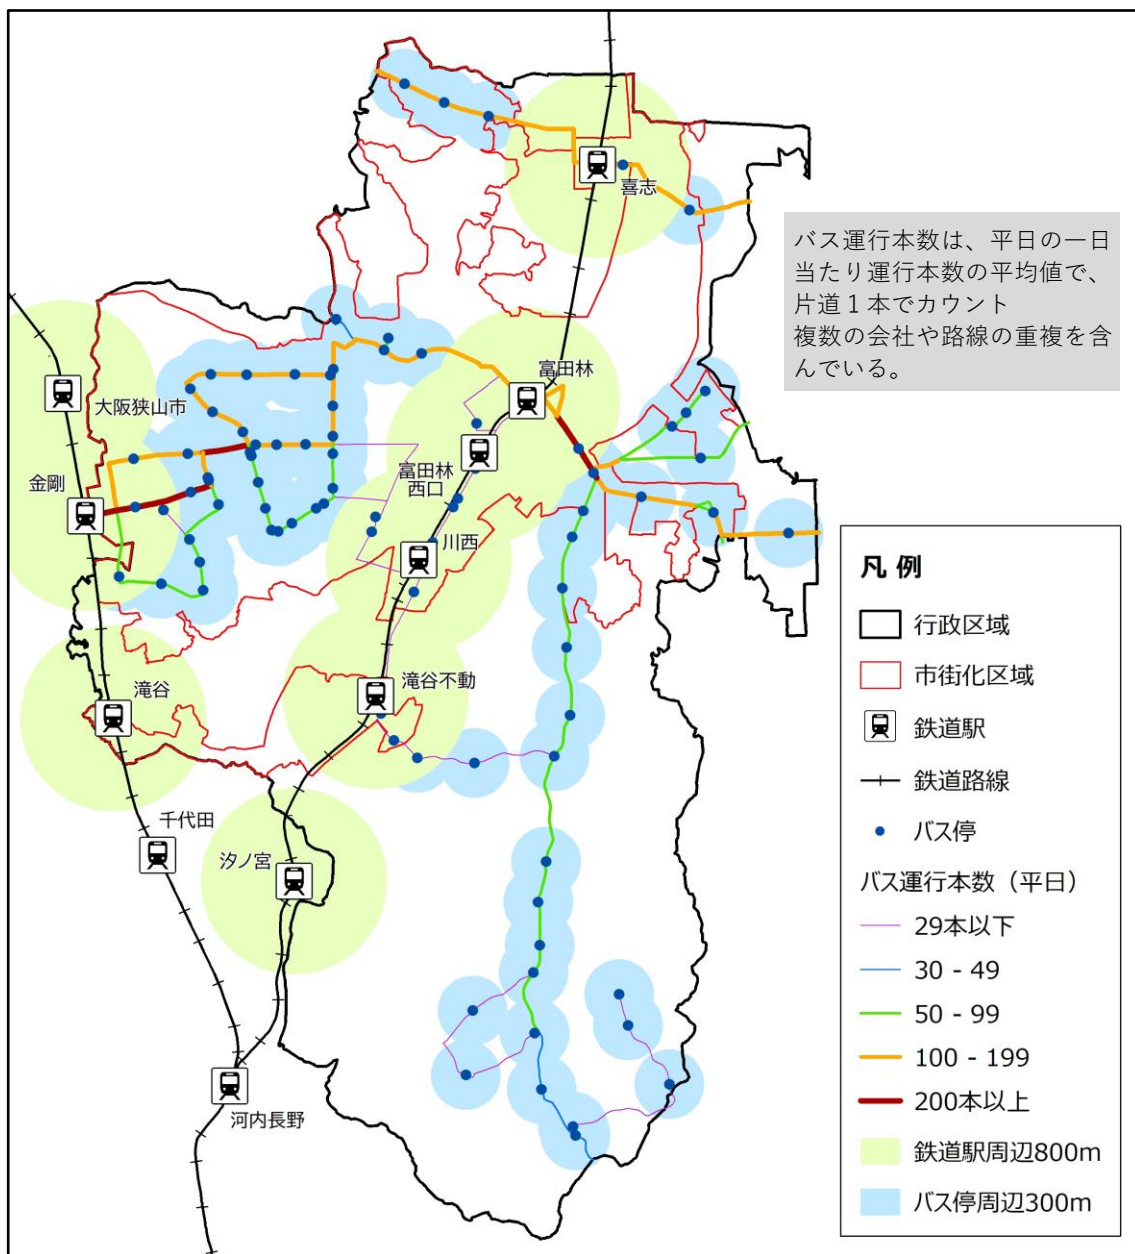 喜志
バス運行本数は、平日の一日
当たり運行本数の平均値で、
片道１本でカウント
複数の会社や路線の重複を含
んでいる。
富田林
大阪狭山市
富田林
西口
金剛
川西
滝谷
滝谷不動
千代田
汐ノ宮
河内長野
凡 例
行政区域
市街化区域
鉄道駅
鉄道路線
バス停
バス運行本数（平日）
29本以下
30 - 49
50 - 99
100 - 199
200本以上
鉄道駅周辺800m
バス停周辺300m